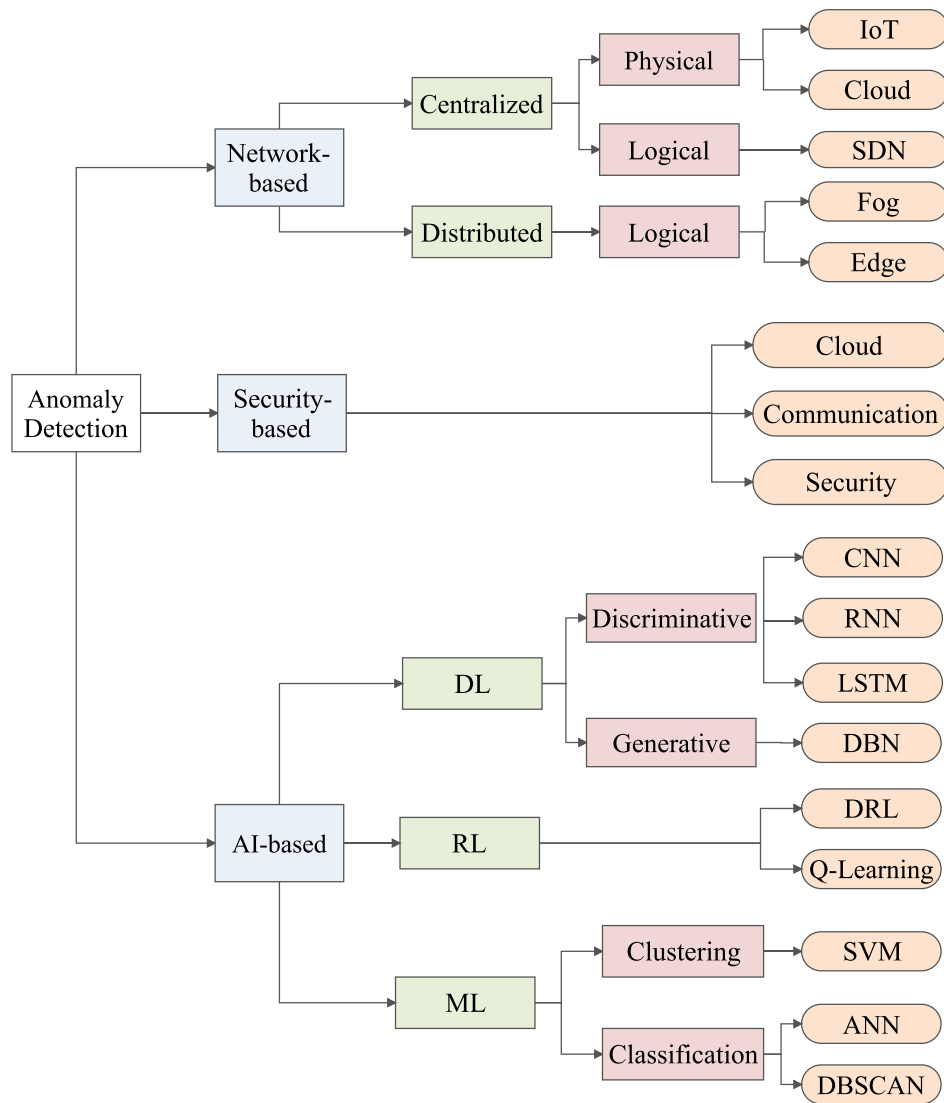 IoT
Physical
Cloud
Centralized
Network-
based
Logical
SDN
Distributed
Logical
Fog
Edge
Anomaly
Detection
Security-
based
Cloud
Communication
Security
CNN
Discriminative
RNN
DL
LSTM
Generative
DBN
AI-based
RL
DRL
Q-Learning
ML
Clustering
SVM
Classification
ANN
DBSCAN